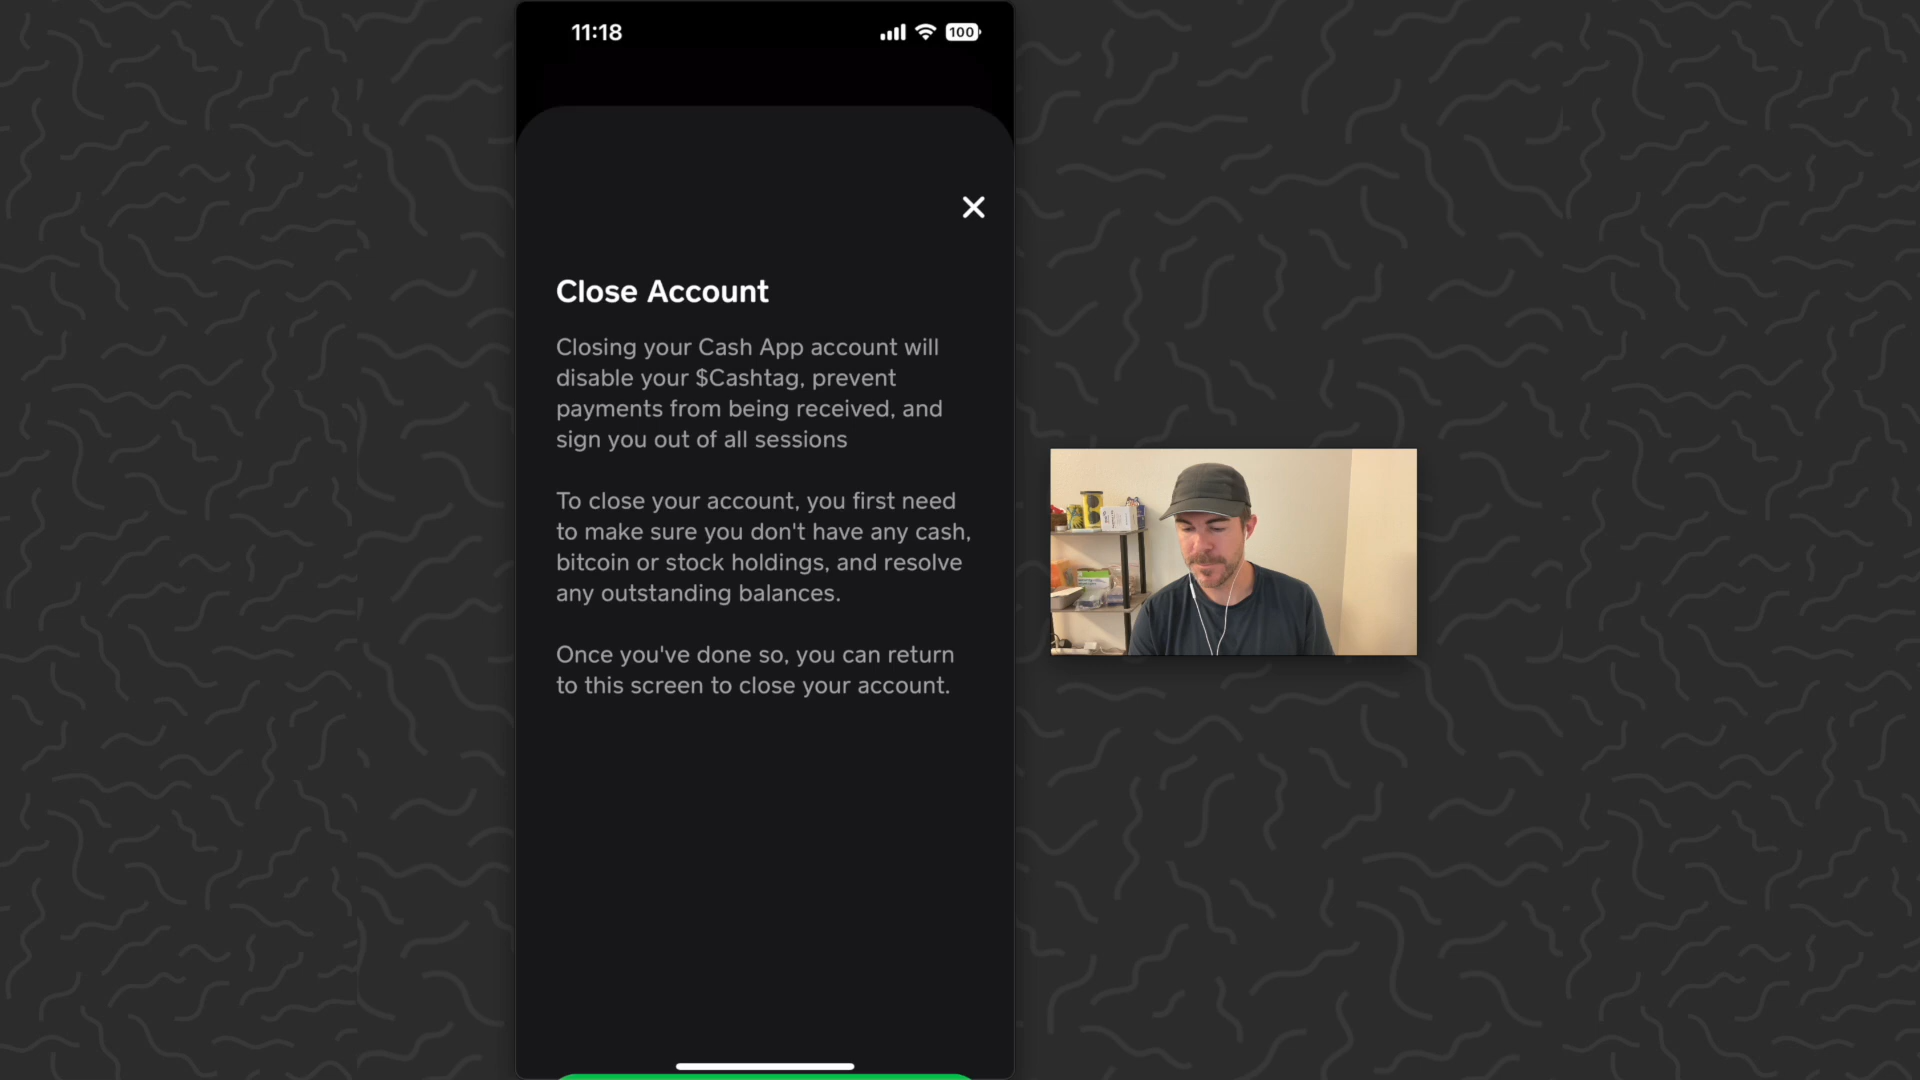 11:18
100
Close Account
Closing your Cash App account will
disable your $Cashtag, prevent
payments from being received, and
sign you out of all sessions
To close your account, you first need
to make sure you don't have any cash,
bitcoin or stock holdings, and resolve
any outstanding balances.
Once you've done so, you can return
to this screen to close your account.